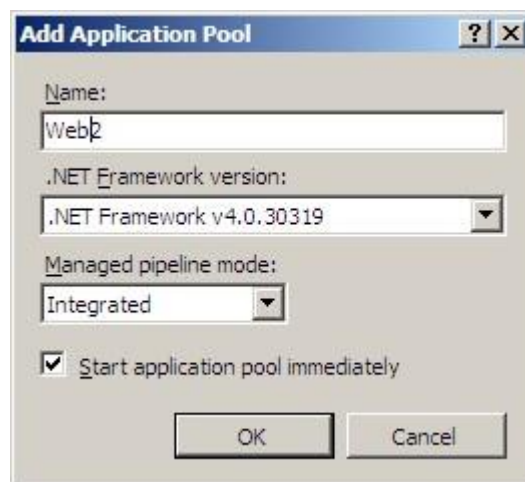 Add Application Pool
Name:
Web2
.NET Framework version:
.NET Framework v4.0.30319
Managed pipeline mode:
Integrated
Start application pool immediately
OK Cancel